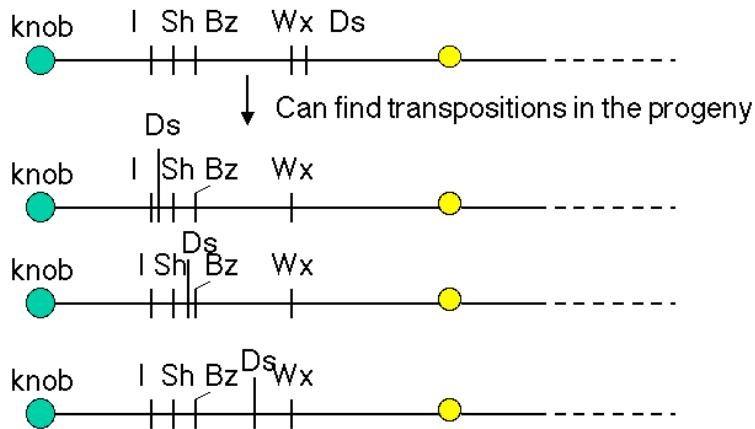 knob I Sh Bz Wx Ds
Can find transpositions in the progeny
Ds
knob I Sh Bz Wx
Ds
knob I Sh Bz Wx
Ds
knob I Sh Bz Wx